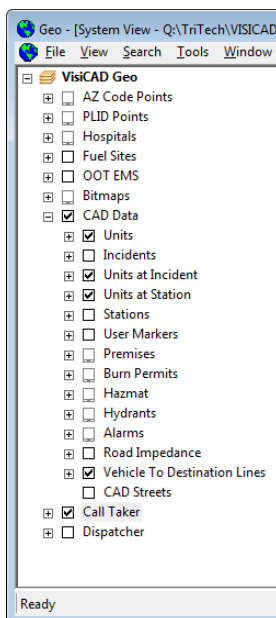 Geo - [System View - Q:\TriTech\VISICAD
File View Search Tools Window
VisiCAD Geo
AZ Code Points
PLID Points
Hospitals
Fuel Sites
OOT EMS
Bitmaps
CAD Data
Units
Incidents
Units at Incident
Units at Station
Stations
User Markers
Premises
Burn Permits
Hazmat
Hydrants
Alarms
Road Impedance
Vehicle To Destination Lines
CAD Streets
Call Taker
Dispatcher
Ready